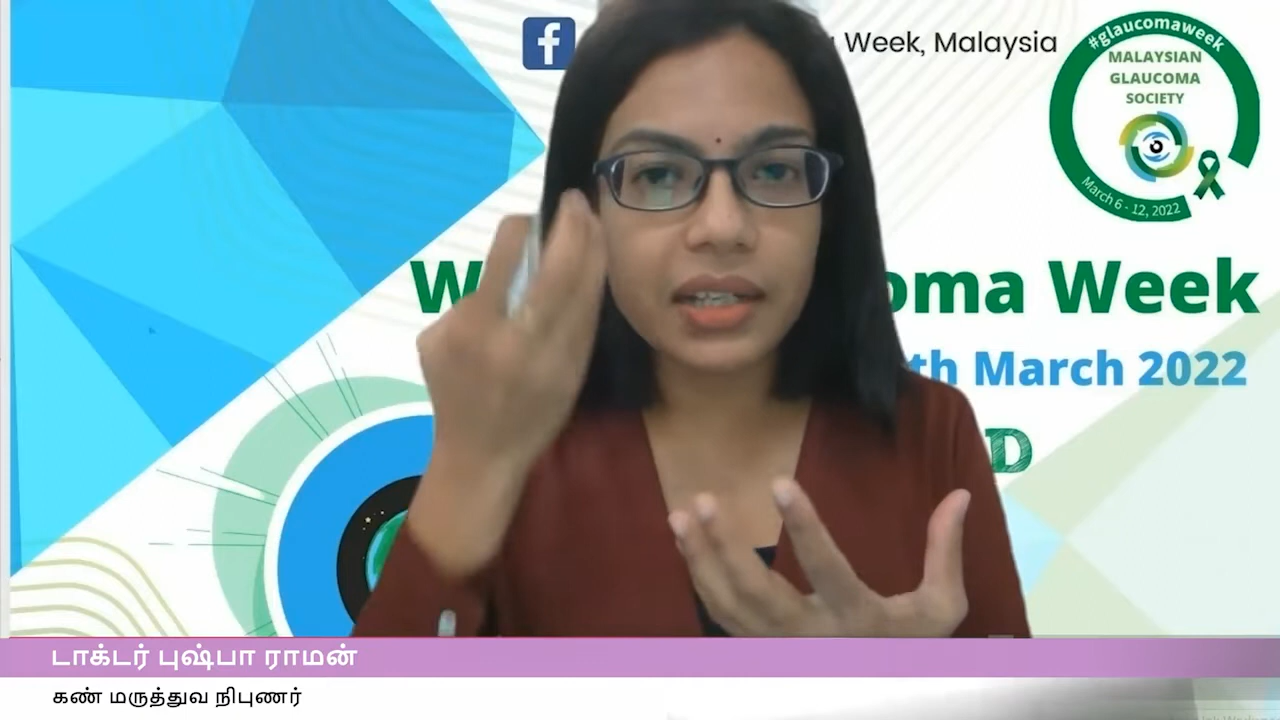 Week, Malaysia
#glaucomaweek
MALAYSIAN
GLAUCOMA
SOCIETY
March 6 - 12, 2022
W oma Week
th March 2022
D
டாக்டர் புஷ்பா ராமன்
கண் மருத்துவ நிபுணர்